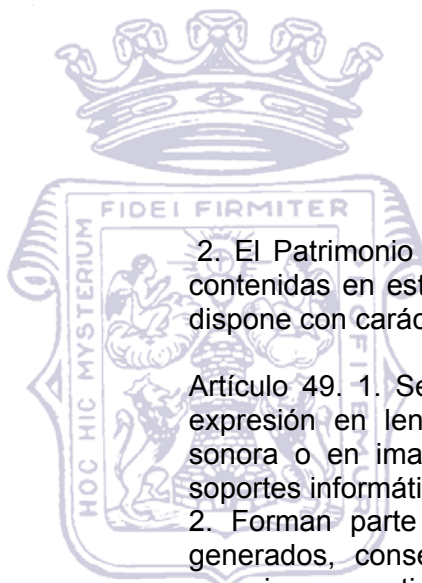 FIDEI FIRMITER
HOC HIC MYSTERIUM
2. El Patrimonio
contenidas en est
dispone con carác
Artículo 49. 1. Se
expresión en len
sonora o en ima
soportes informáti
2. Forman parte
generados, conse